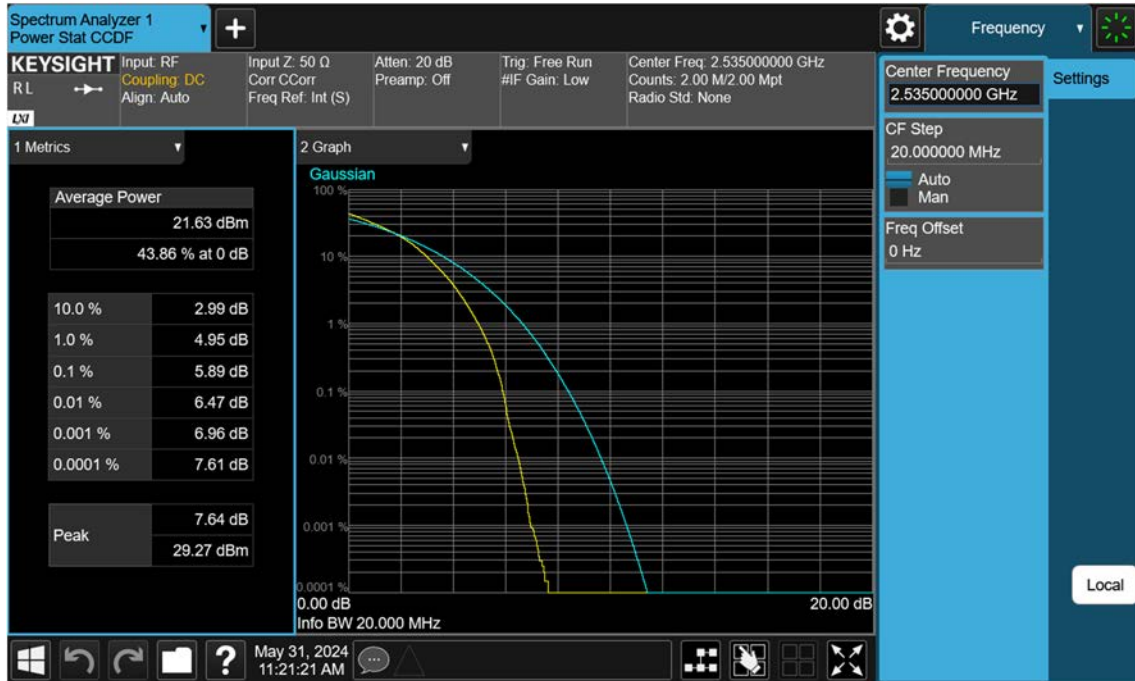 Spectrum Analyzer 1
Power Stat CCDF
Frequency
KEYSIGHT
R L
LXI
Input: RF
Coupling: DC
Align: Auto
Input Z: 50 Ω
Corr CCorr
Freq Ref: Int (S)
Atten: 20 dB
Preamp: Off
Trig: Free Run
#IF Gain: Low
Center Freq: 2.535000000 GHz
Counts: 2.00 M/2.00 Mpt
Radio Std: None
Center Frequency
2.535000000 GHz
Settings
CF Step
20.000000 MHz
Auto
Man
Freq Offset
0 Hz
Local
1 Metrics
Average Power
21.63 dBm
43.86 % at 0 dB
10.0 % 2.99 dB
1.0 % 4.95 dB
0.1 % 5.89 dB
0.01 % 6.47 dB
0.001 % 6.96 dB
0.0001 % 7.61 dB
Peak
7.64 dB
29.27 dBm
2 Graph
Gaussian
100 %
10 %
1 %
0.1 %
0.01 %
0.001 %
0.0001 %
0.00 dB 20.00 dB
Info BW 20.000 MHz
?
May 31, 2024
11:21:21 AM